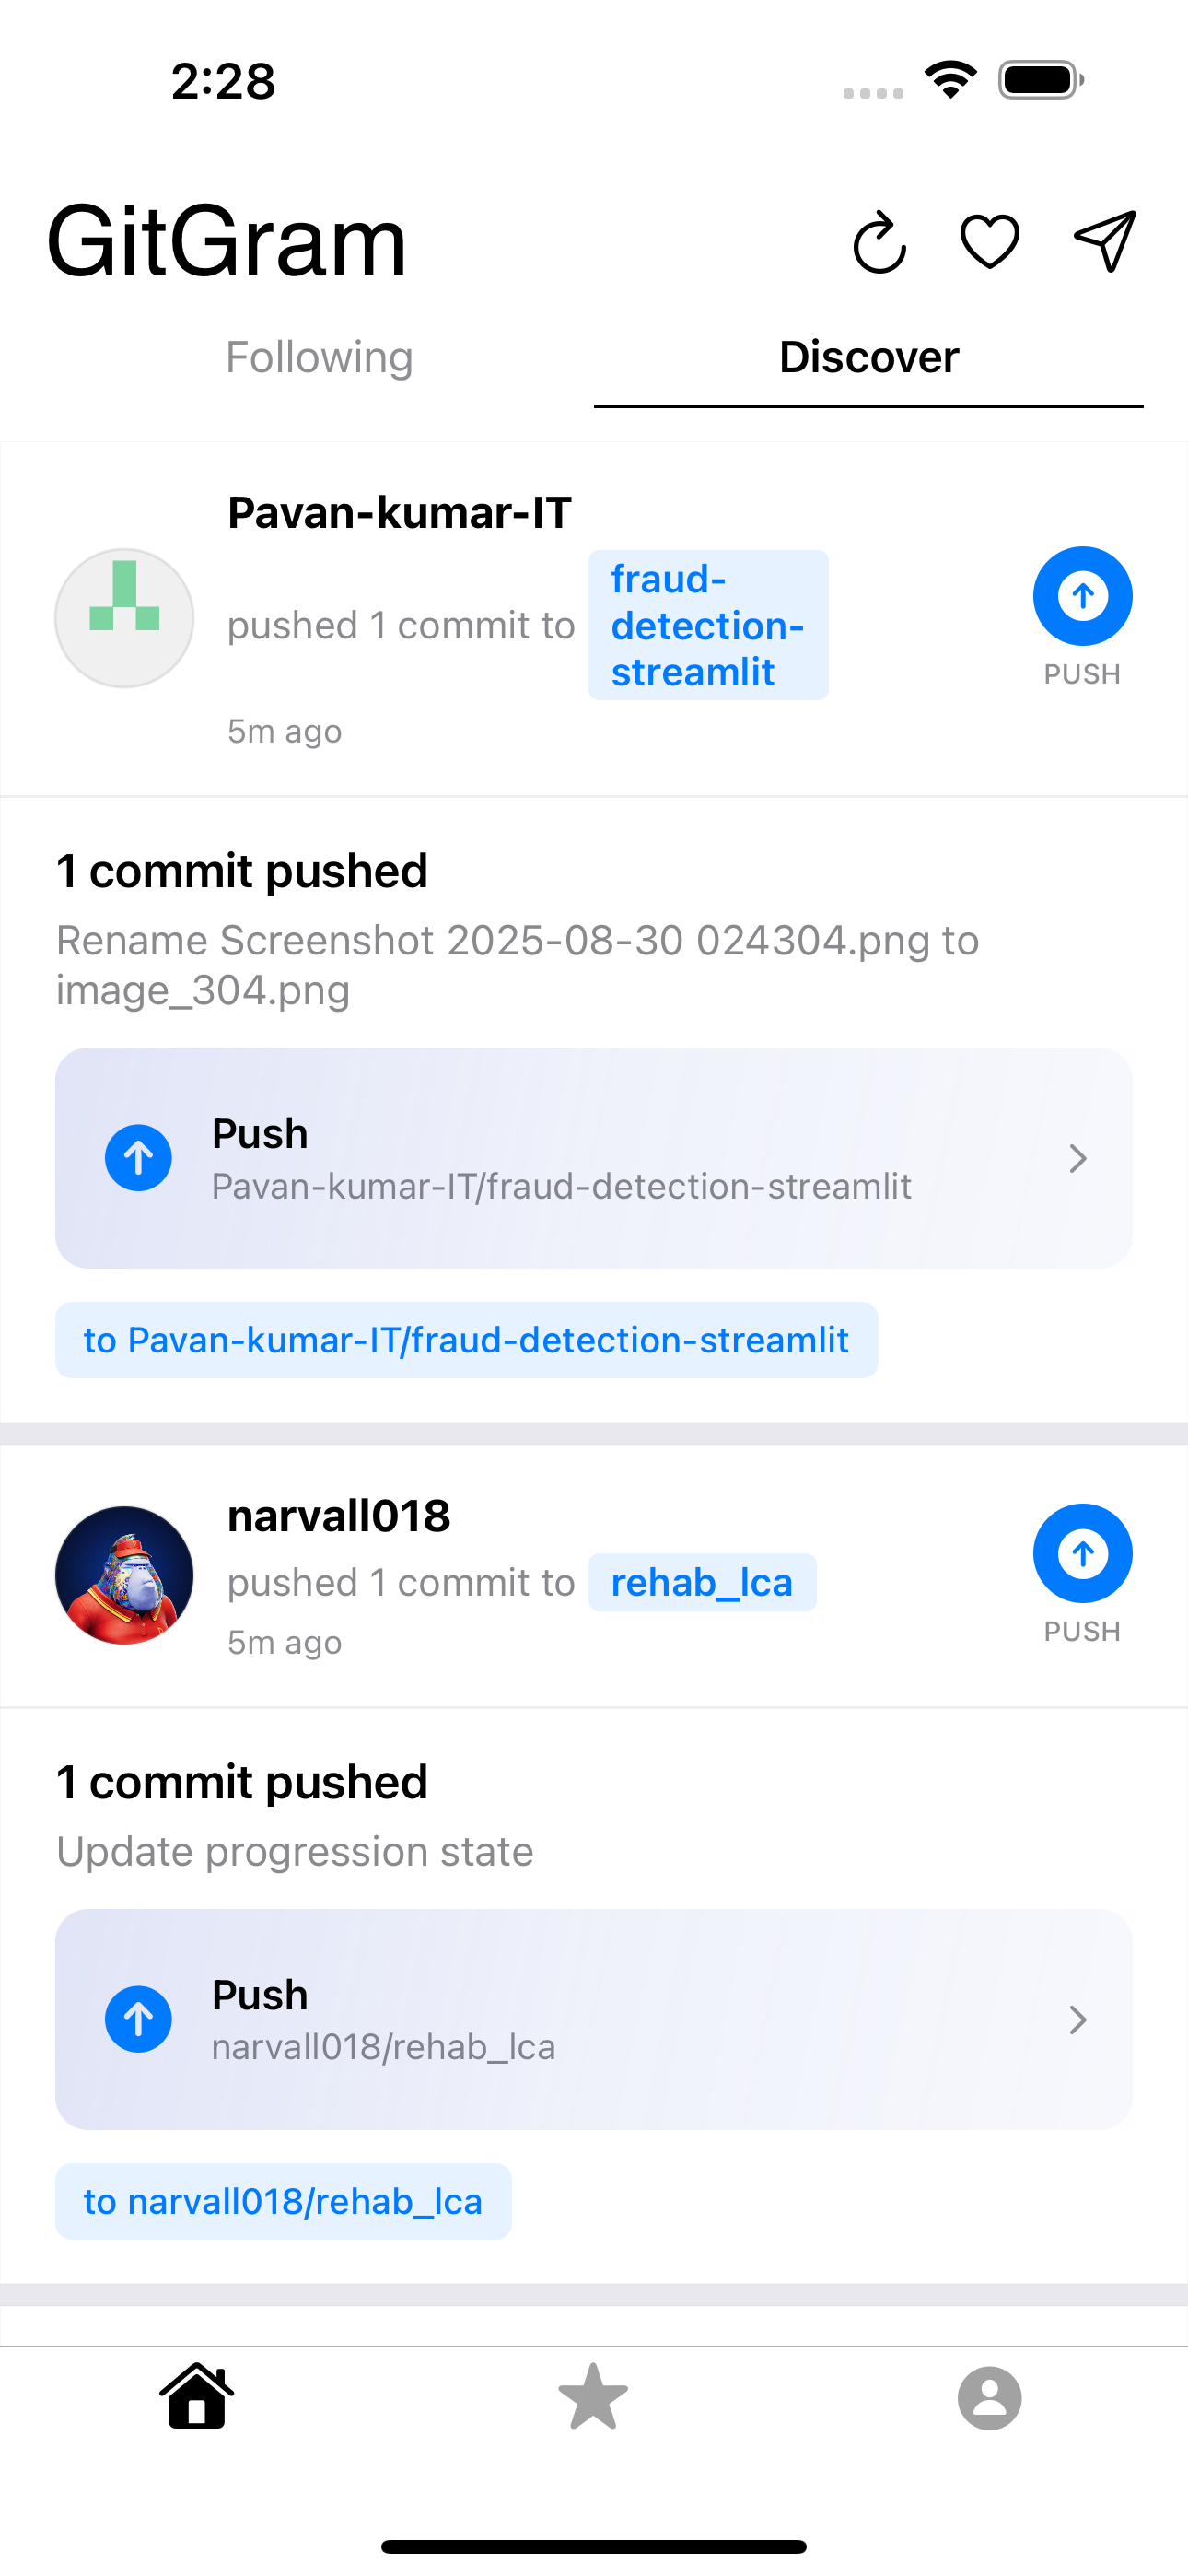 2:28
GitGram
Following
Discover
Pavan-kumar-IT
pushed 1 commit to
fraud-
detection-
streamlit
PUSH
5m ago
1 commit pushed
Rename Screenshot 2025-08-30 024304.png to
image_304.png
Push
Pavan-kumar-IT/fraud-detection-streamlit
to Pavan-kumar-IT/fraud-detection-streamlit
narvall018
pushed 1 commit to rehab_lca
PUSH
5m ago
1 commit pushed
Update progression state
Push
narvall018/rehab_lca
to narvall018/rehab_lca